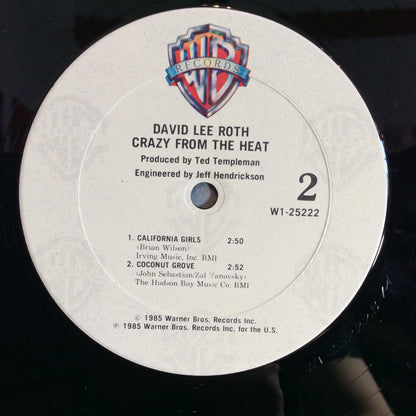 WB
RECORDS
DAVID LEE ROTH
CRAZY FROM THE HEAT
Produced by Ted Templeman
Engineered by Jeff Hendrickson
2
W1-25222
1. CALIFORNIA GIRLS 2:50
(Brian Wilson)
Irving Music, Inc. BMI
2. COCONUT GROVE 2:52
(John Sebastian/Zal Yanovsky)
The Hudson Bay Music Co. BMI
© 1985 Warner Bros. Records Inc.
℗ 1985 Warner Bros. Records Inc. for the U.S.